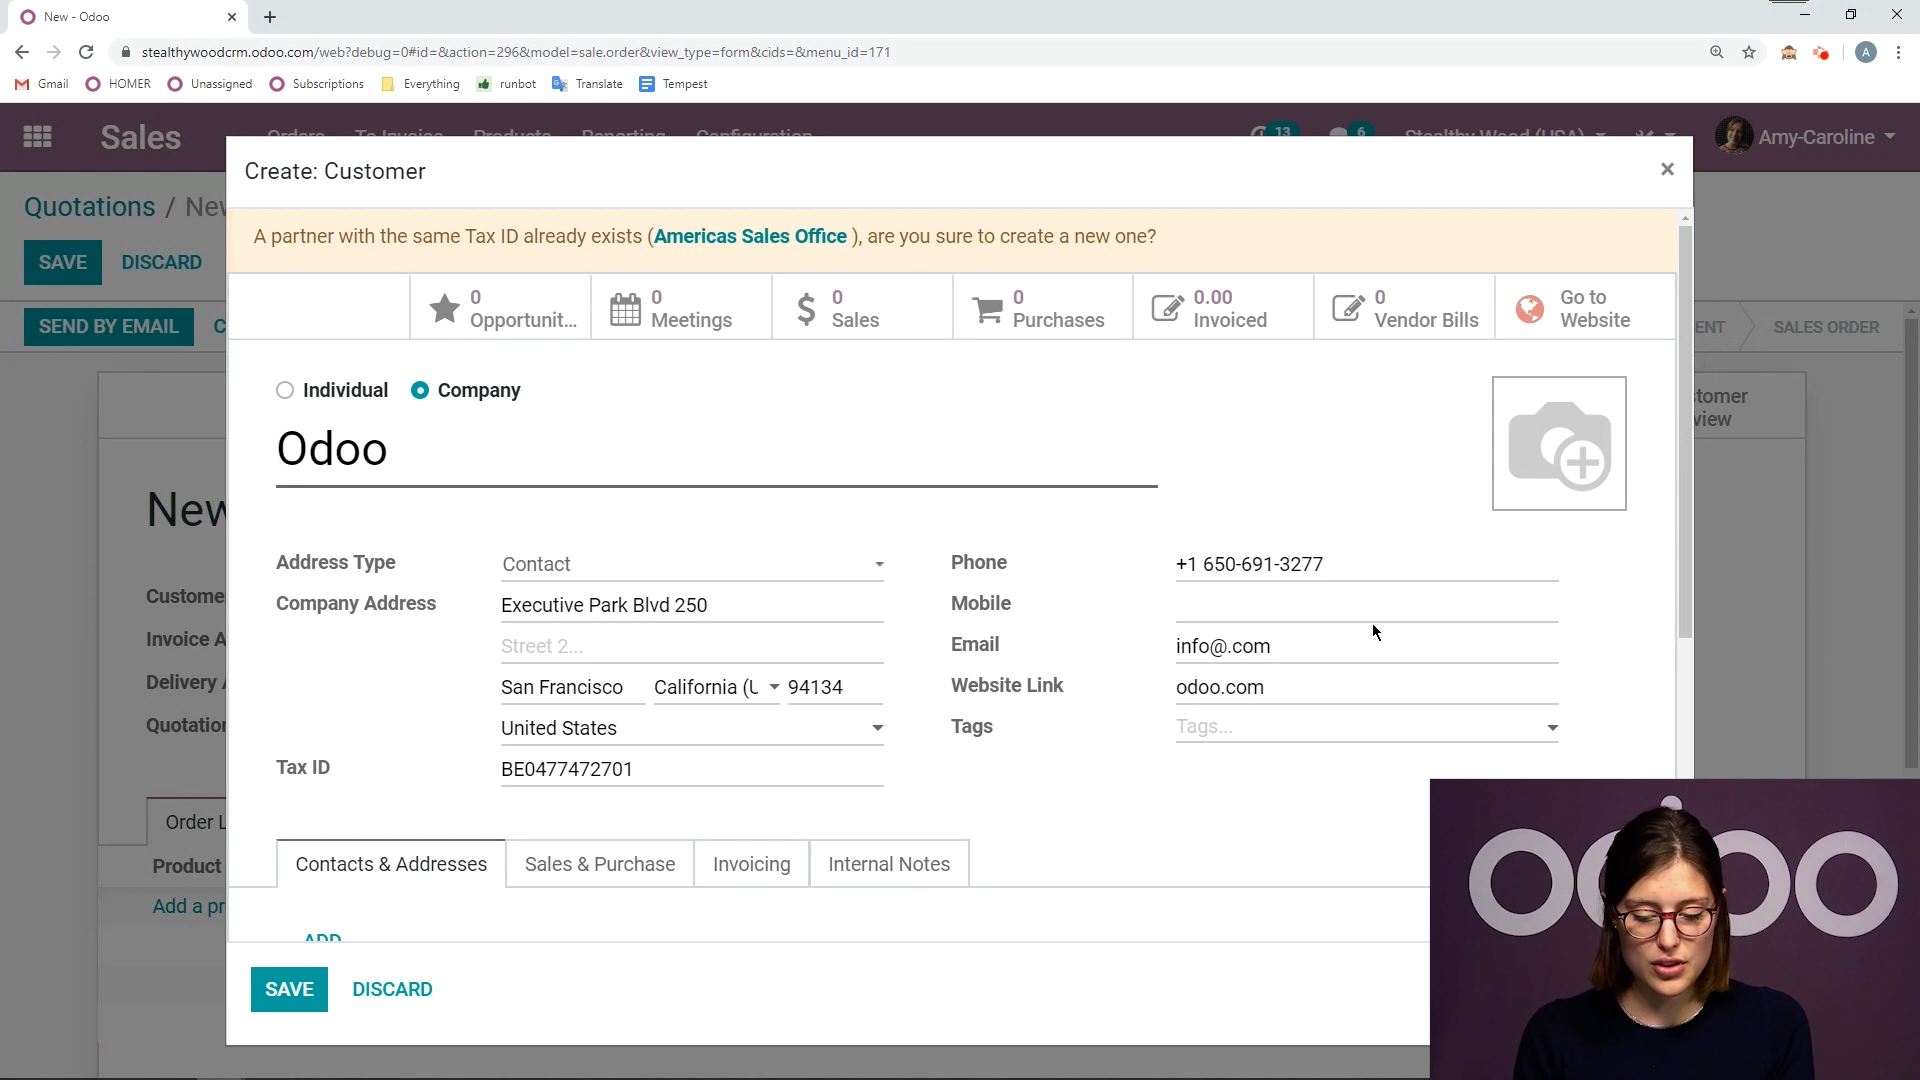 New - Odoo
stealthywoodcrm.odoo.com/web?debug=0#id=&action=296&model=sale.order&view_type=form&cids=&menu_id=171
A
Gmail HOMER Unassigned Subscriptions Everything runbot Translate Tempest
Sales Orders To Invoice Products Reporting Configuration 13 6 Stealthy Wood (USA) Amy-Caroline
Create: Customer
Quotations / New
A partner with the same Tax ID already exists (Americas Sales Office ), are you sure to create a new one?
SAVE DISCARD
0 Opportunit...
0 Meetings
0 Sales
0 Purchases
0.00 Invoiced
0 Vendor Bills
Go to Website
SEND BY EMAIL C
ENT SALES ORDER
Individual Company
tomer
view
Odoo
New
Address Type Contact
Phone +1 650-691-3277
Custome
Company Address Executive Park Blvd 250
Mobile
Invoice A
Street 2...
Email info@.com
Delivery A
San Francisco California (U 94134
Website Link odoo.com
Quotation
United States
Tags Tags...
Tax ID BE0477472701
Order L
Contacts & Addresses Sales & Purchase Invoicing Internal Notes
Product
Add a pr
ADD
SAVE DISCARD
odoo